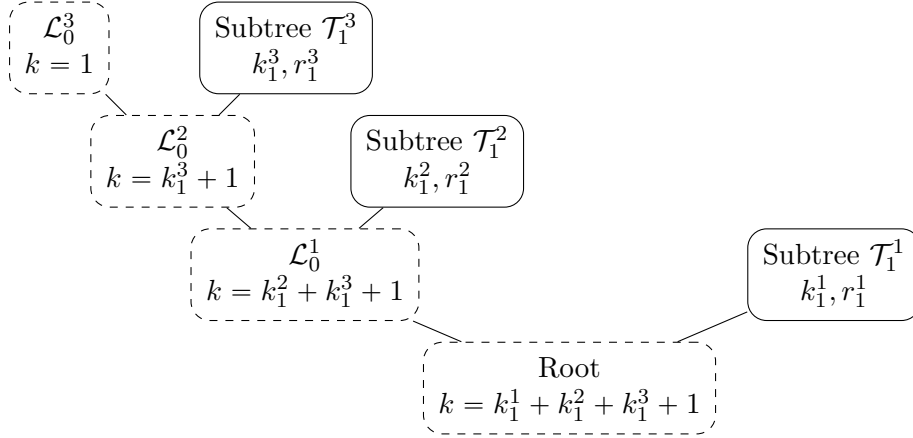 $\mathcal{L}_0^3$
$k = 1$
Subtree $\mathcal{T}_1^3$
$k_1^3, r_1^3$
$\mathcal{L}_0^2$
$k = k_1^3 + 1$
Subtree $\mathcal{T}_1^2$
$k_1^2, r_1^2$
$\mathcal{L}_0^1$
$k = k_1^2 + k_1^3 + 1$
Subtree $\mathcal{T}_1^1$
$k_1^1, r_1^1$
Root
$k = k_1^1 + k_1^2 + k_1^3 + 1$